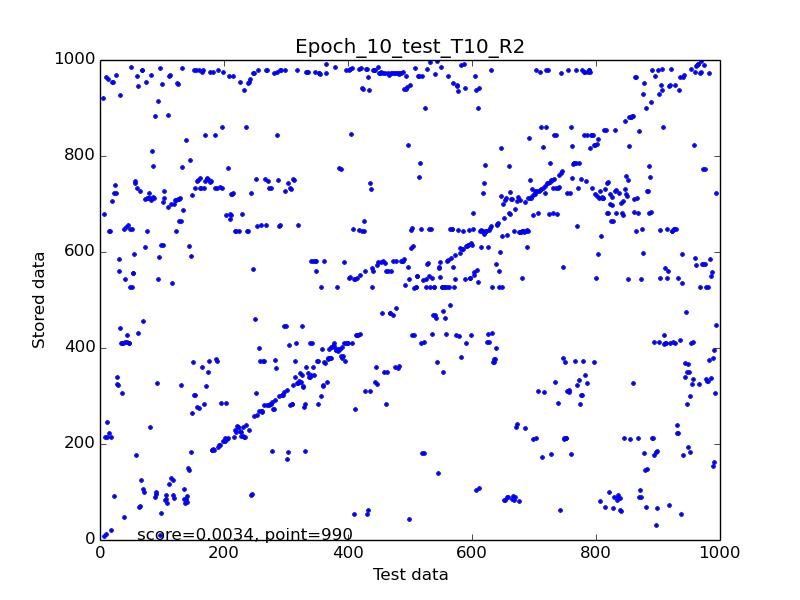 Epoch_10_test_T10_R2
1000
800
600
400
200
0
Stored data
score=0.0034, point=990
0 200 400 600 800 1000
Test data